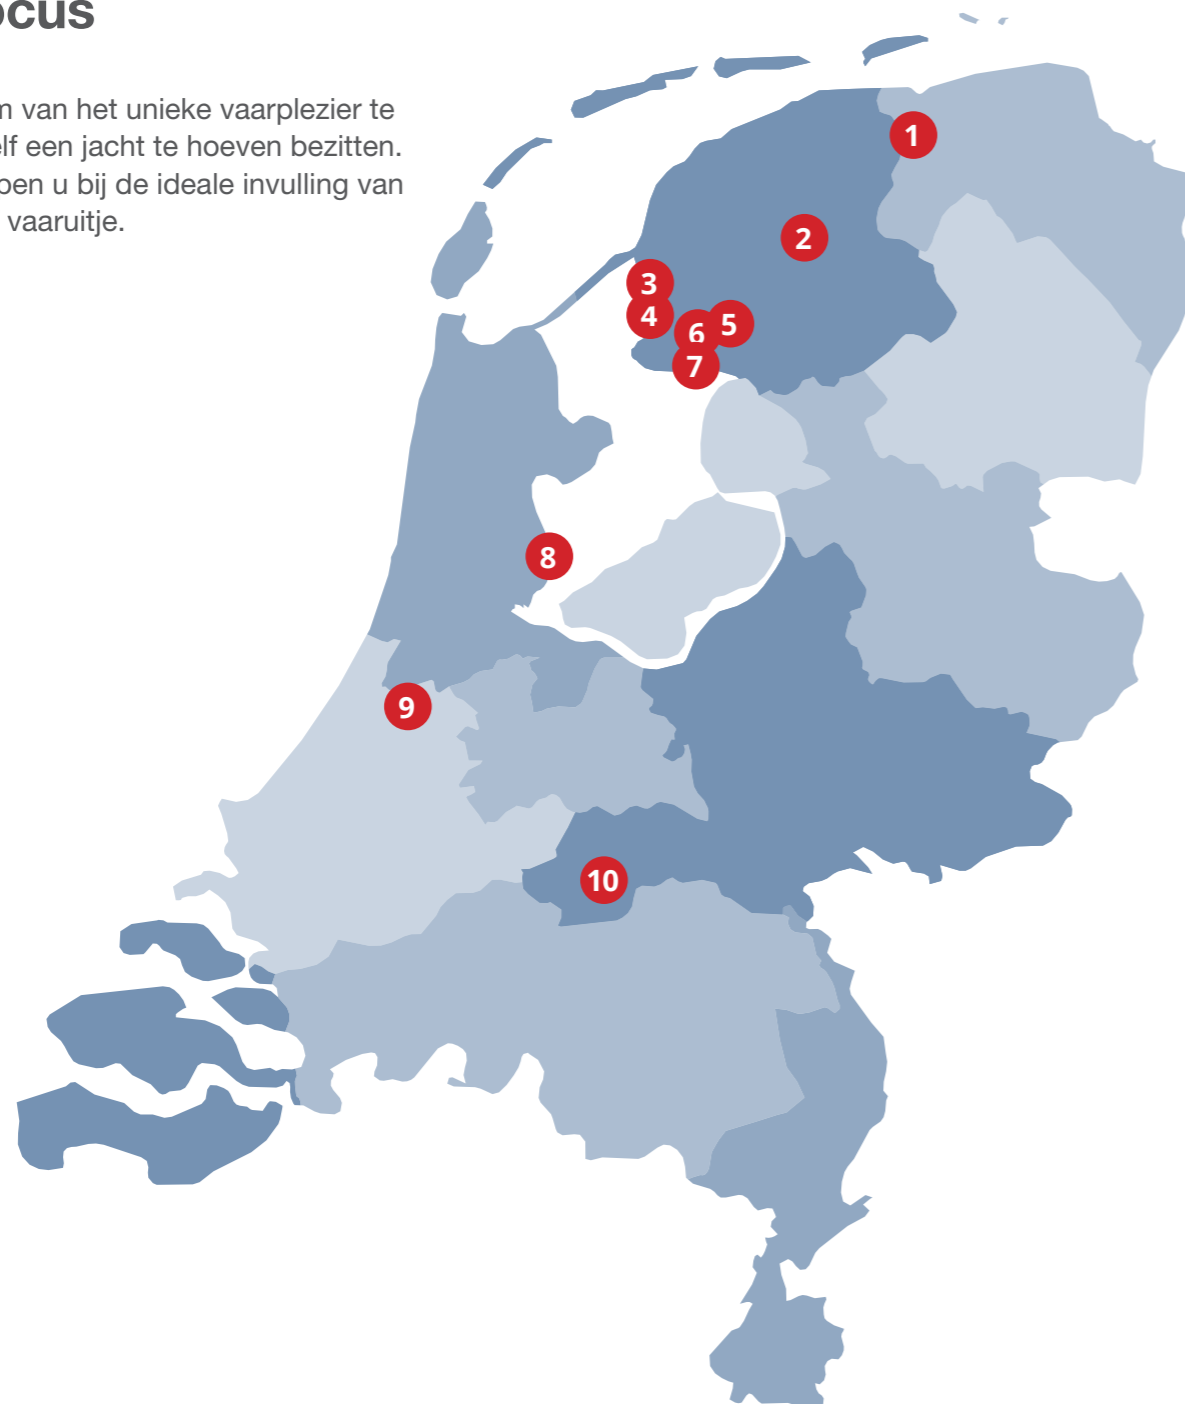 ocus
m van het unieke vaarplezier te
elf een jacht te hoeven bezitten.
pen u bij de ideale invulling van
vaaruitje.
1
2
3
4
6 5
7
8
9
10